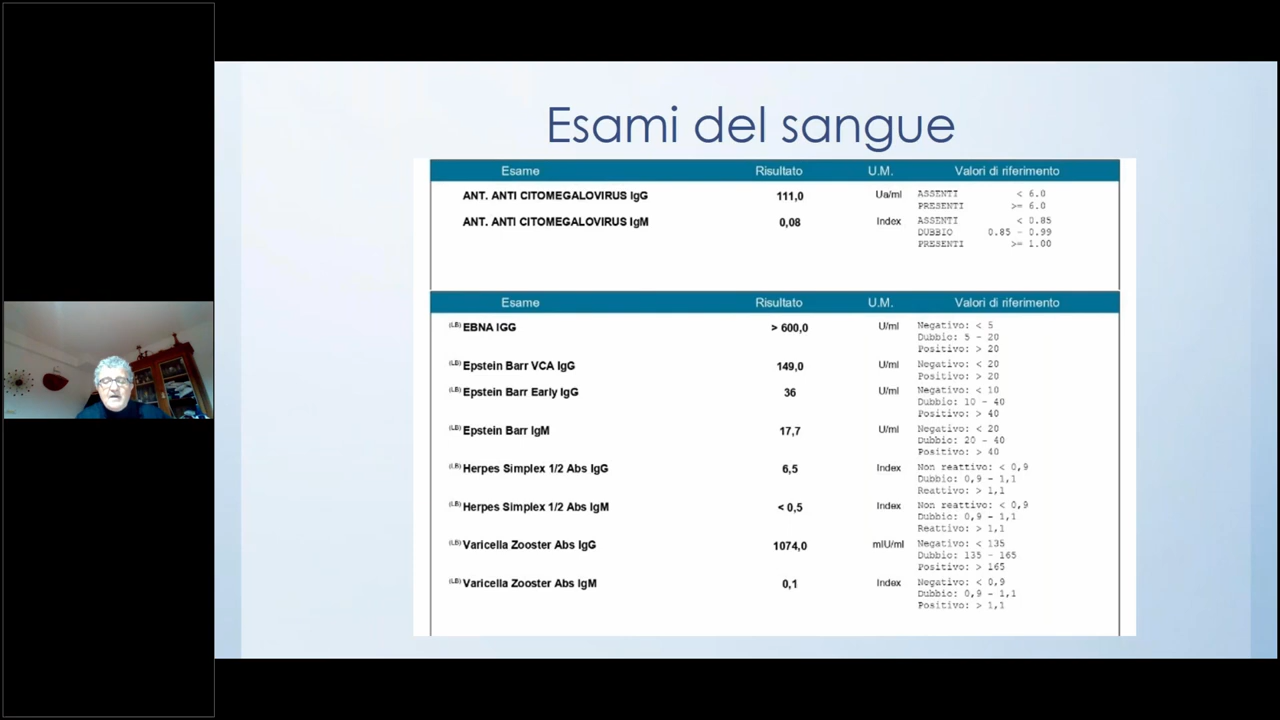 Esami del sangue
Esame Risultato U.M. Valori di riferimento
ANT. ANTI CITOMEGALOVIRUS IgG 111,0 Ua/ml ASSENTI < 6.0
PRESENTI >= 6.0
ANT. ANTI CITOMEGALOVIRUS IgM 0,08 Index ASSENTI < 0.85
DUBBIO 0.85 - 0.99
PRESENTI >= 1.00
Esame Risultato U.M. Valori di riferimento
(LB) EBNA IGG > 600,0 U/ml Negativo: < 5
Dubbio: 5 - 20
Positivo: > 20
(LB) Epstein Barr VCA IgG 149,0 U/ml Negativo: < 20
Positivo: > 20
(LB) Epstein Barr Early IgG 36 U/ml Negativo: < 10
Dubbio: 10 - 40
Positivo: > 40
(LB) Epstein Barr IgM 17,7 U/ml Negativo: < 20
Dubbio: 20 - 40
Positivo: > 40
(LB) Herpes Simplex 1/2 Abs IgG 6,5 Index Non reattivo: < 0,9
Dubbio: 0,9 - 1,1
Reattivo: > 1,1
(LB) Herpes Simplex 1/2 Abs IgM < 0,5 Index Non reattivo: < 0,9
Dubbio: 0,9 - 1,1
Reattivo: > 1,1
(LB) Varicella Zooster Abs IgG 1074,0 mIU/ml Negativo: < 135
Dubbio: 135 - 165
Positivo: > 165
(LB) Varicella Zooster Abs IgM 0,1 Index Negativo: < 0,9
Dubbio: 0,9 - 1,1
Positivo: > 1,1